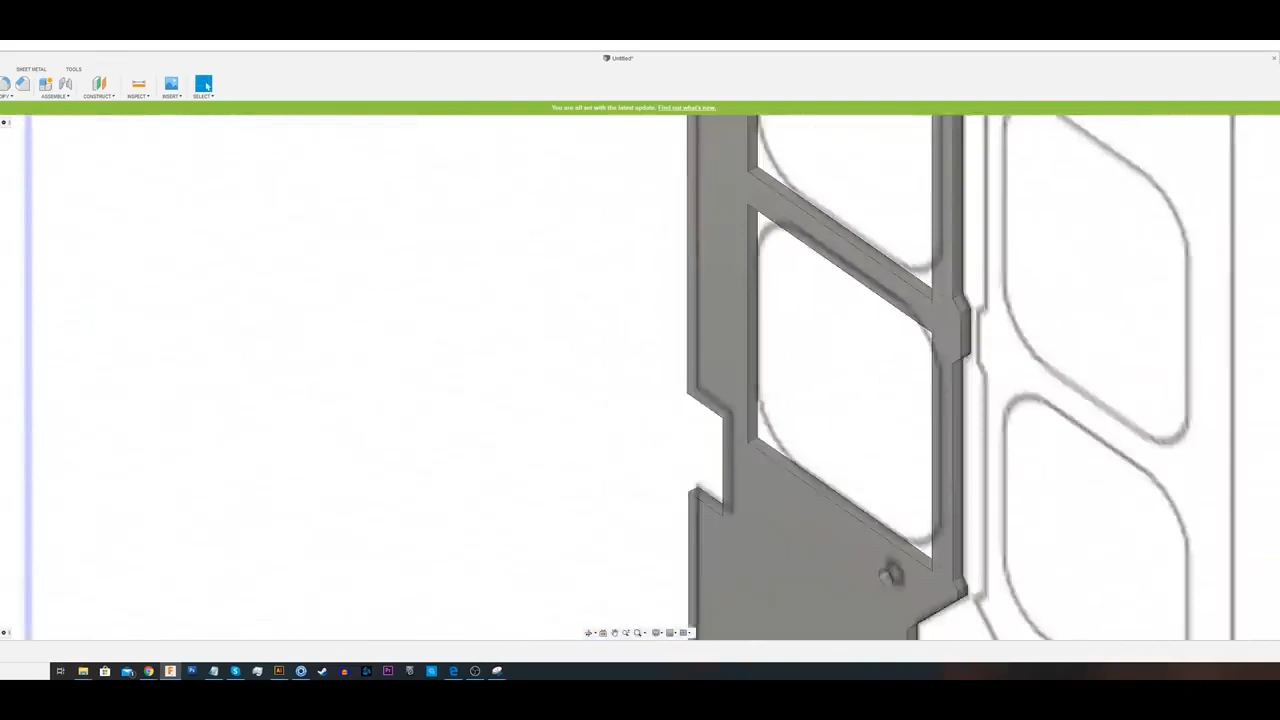 Untitled*
SHEET METAL TOOLS
ASSEMBLE CONSTRUCT INSPECT INSERT SELECT
You are all set with the latest update. Find out what's new.